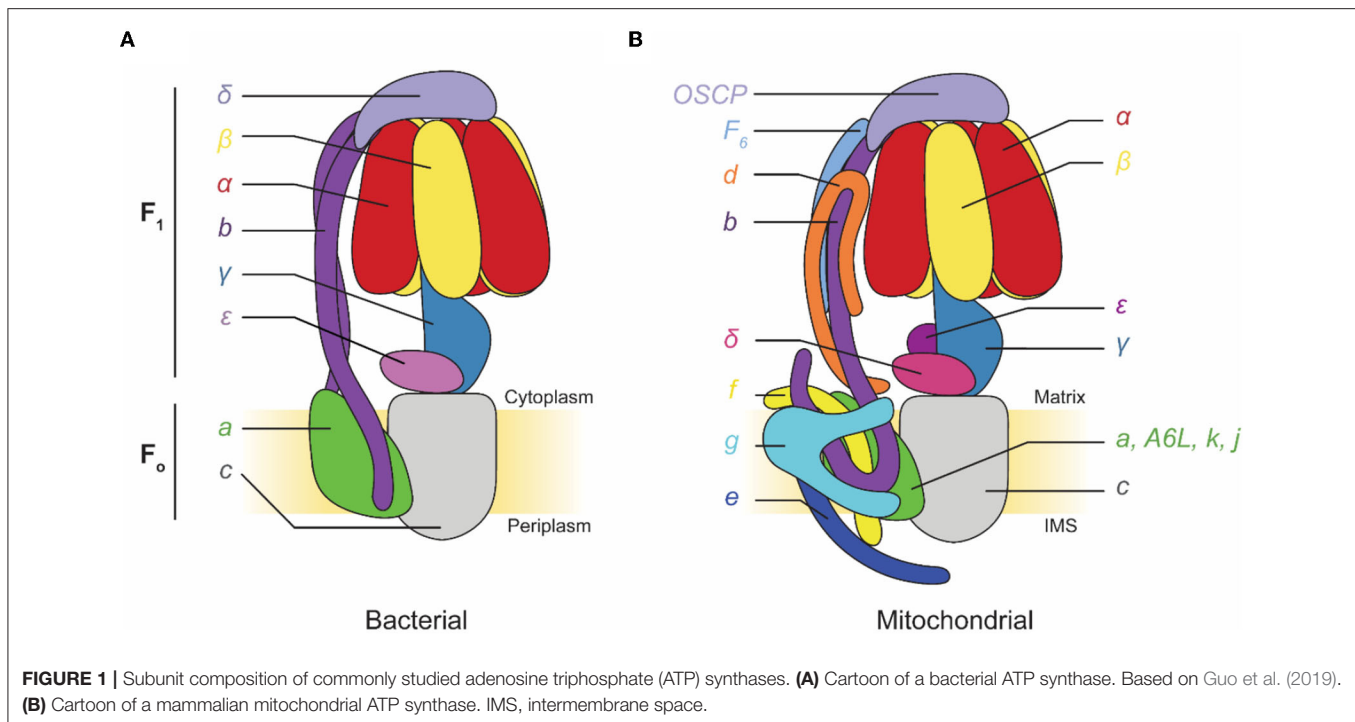 A
B
δ
β
α
b
γ
ε
a
c
F₁
Fₒ
Cytoplasm
Periplasm
Bacterial
OSCP
F₆
d
b
δ
f
g
e
α
β
ε
γ
Matrix
a, A6L, k, j
c
IMS
Mitochondrial
FIGURE 1 | Subunit composition of commonly studied adenosine triphosphate (ATP) synthases. (A) Cartoon of a bacterial ATP synthase. Based on Guo et al. (2019).
(B) Cartoon of a mammalian mitochondrial ATP synthase. IMS, intermembrane space.